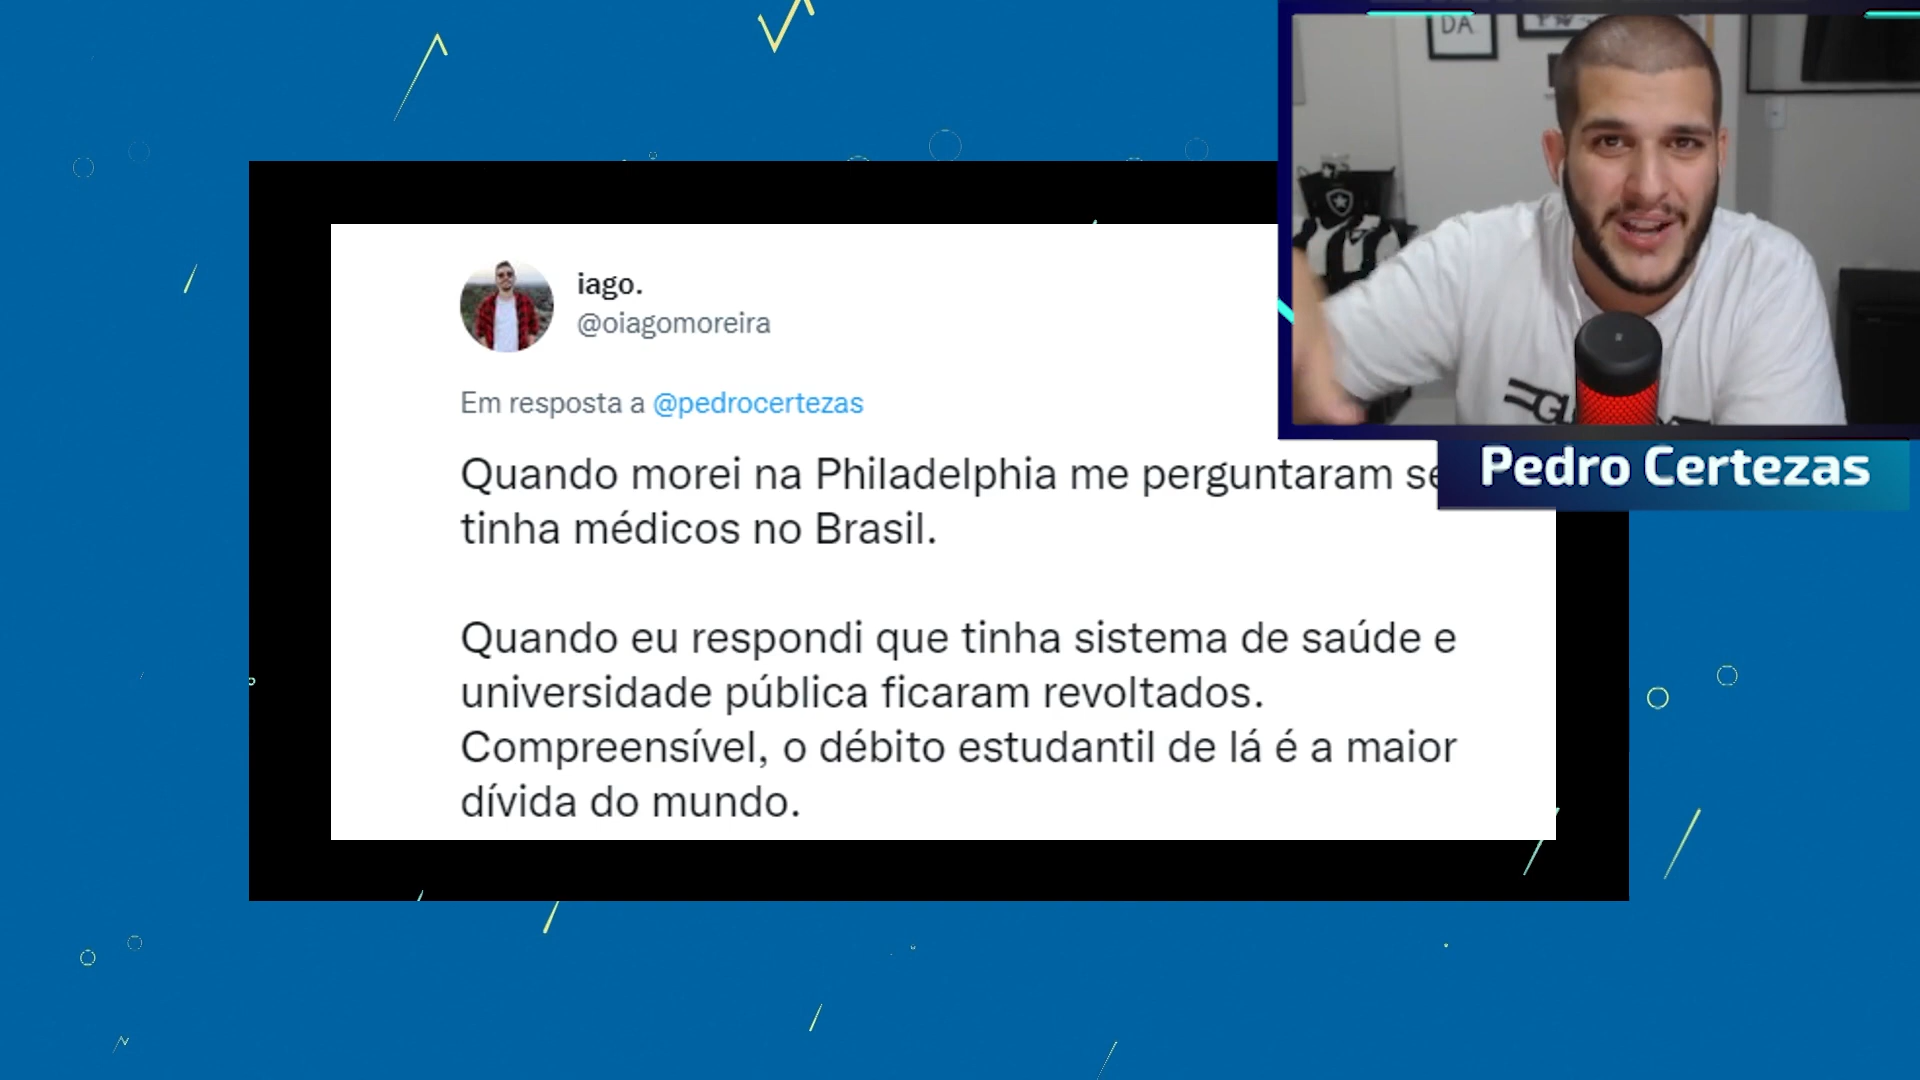 DA
iago.
@oiagomoreira
Em resposta a @pedrocertezas
Quando morei na Philadelphia me perguntaram se
tinha médicos no Brasil.
Quando eu respondi que tinha sistema de saúde e
universidade pública ficaram revoltados.
Compreensível, o débito estudantil de lá é a maior
dívida do mundo.
Pedro Certezas